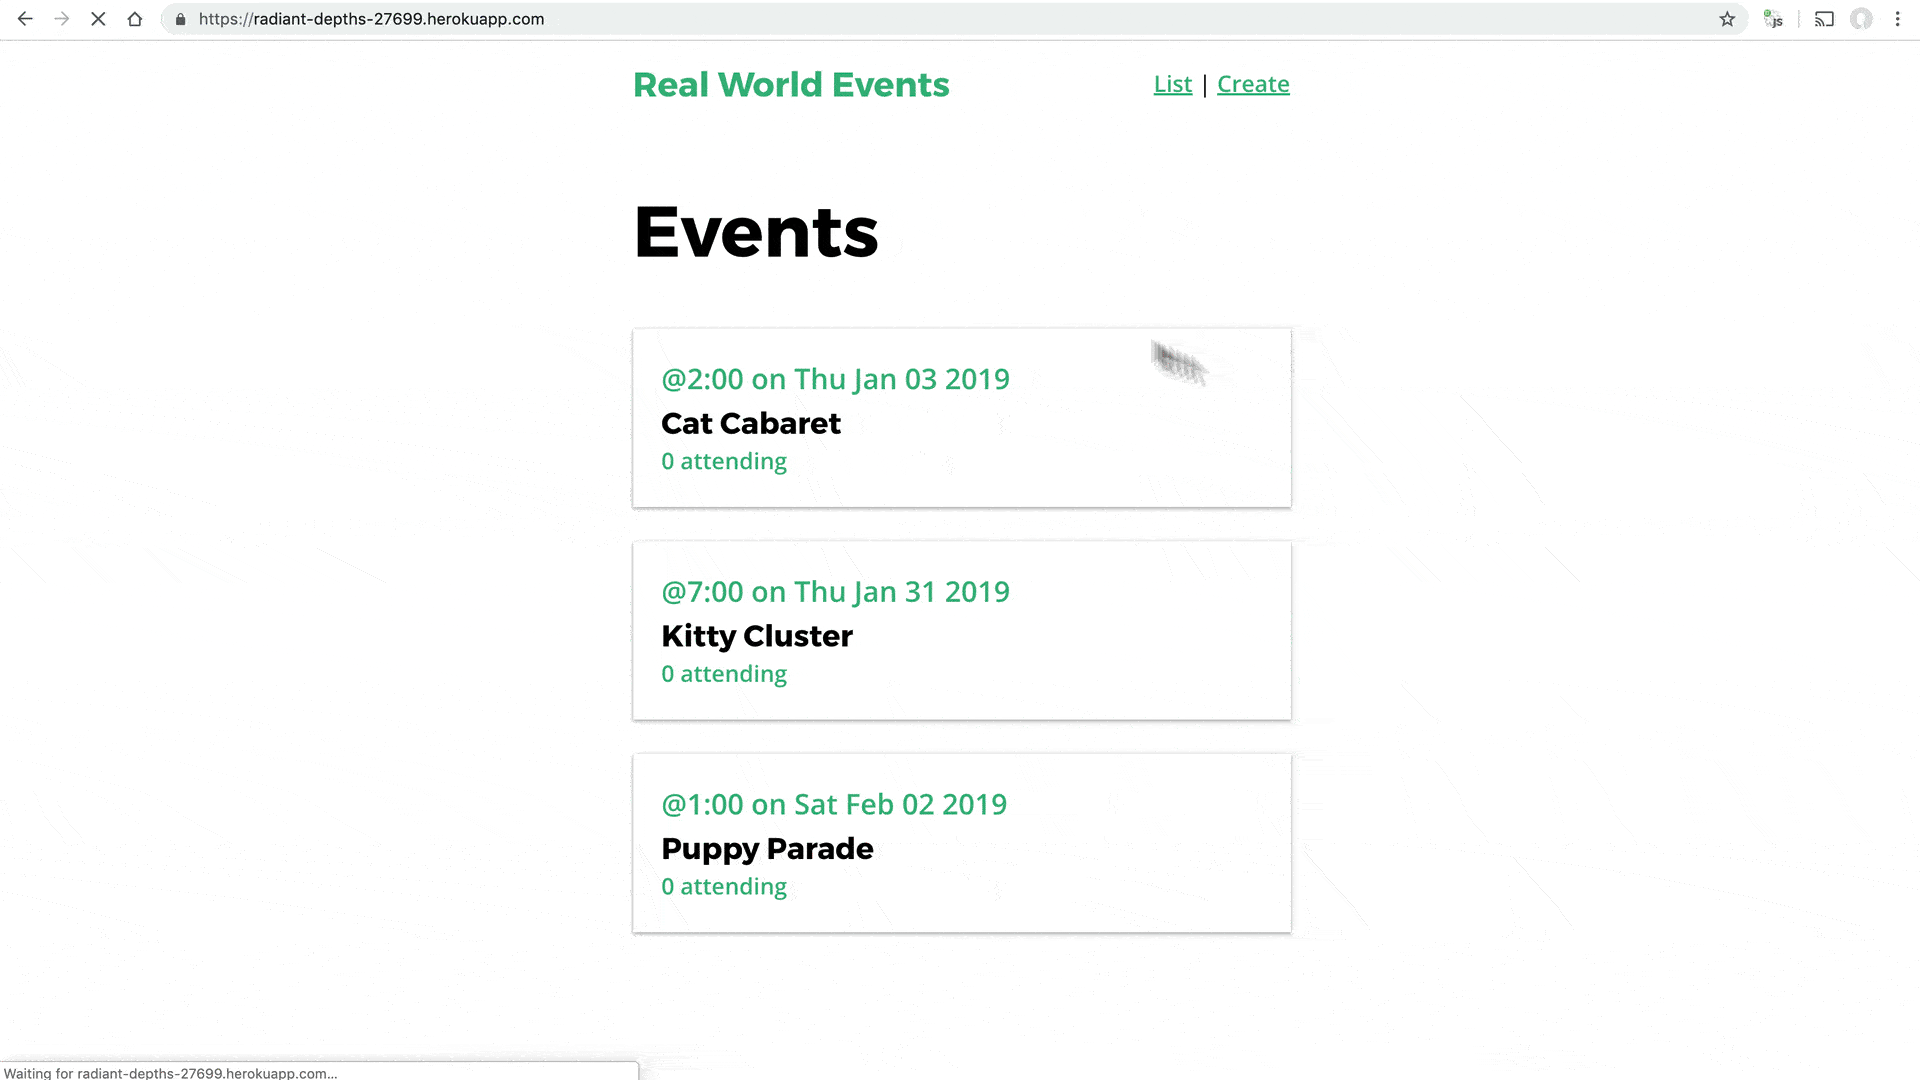 https://radiant-depths-27699.herokuapp.com
JS
Real World Events
List | Create
Events
@2:00 on Thu Jan 03 2019
Cat Cabaret
0 attending
@7:00 on Thu Jan 31 2019
Kitty Cluster
0 attending
@1:00 on Sat Feb 02 2019
Puppy Parade
0 attending
Waiting for radiant-depths-27699.herokuapp.com...